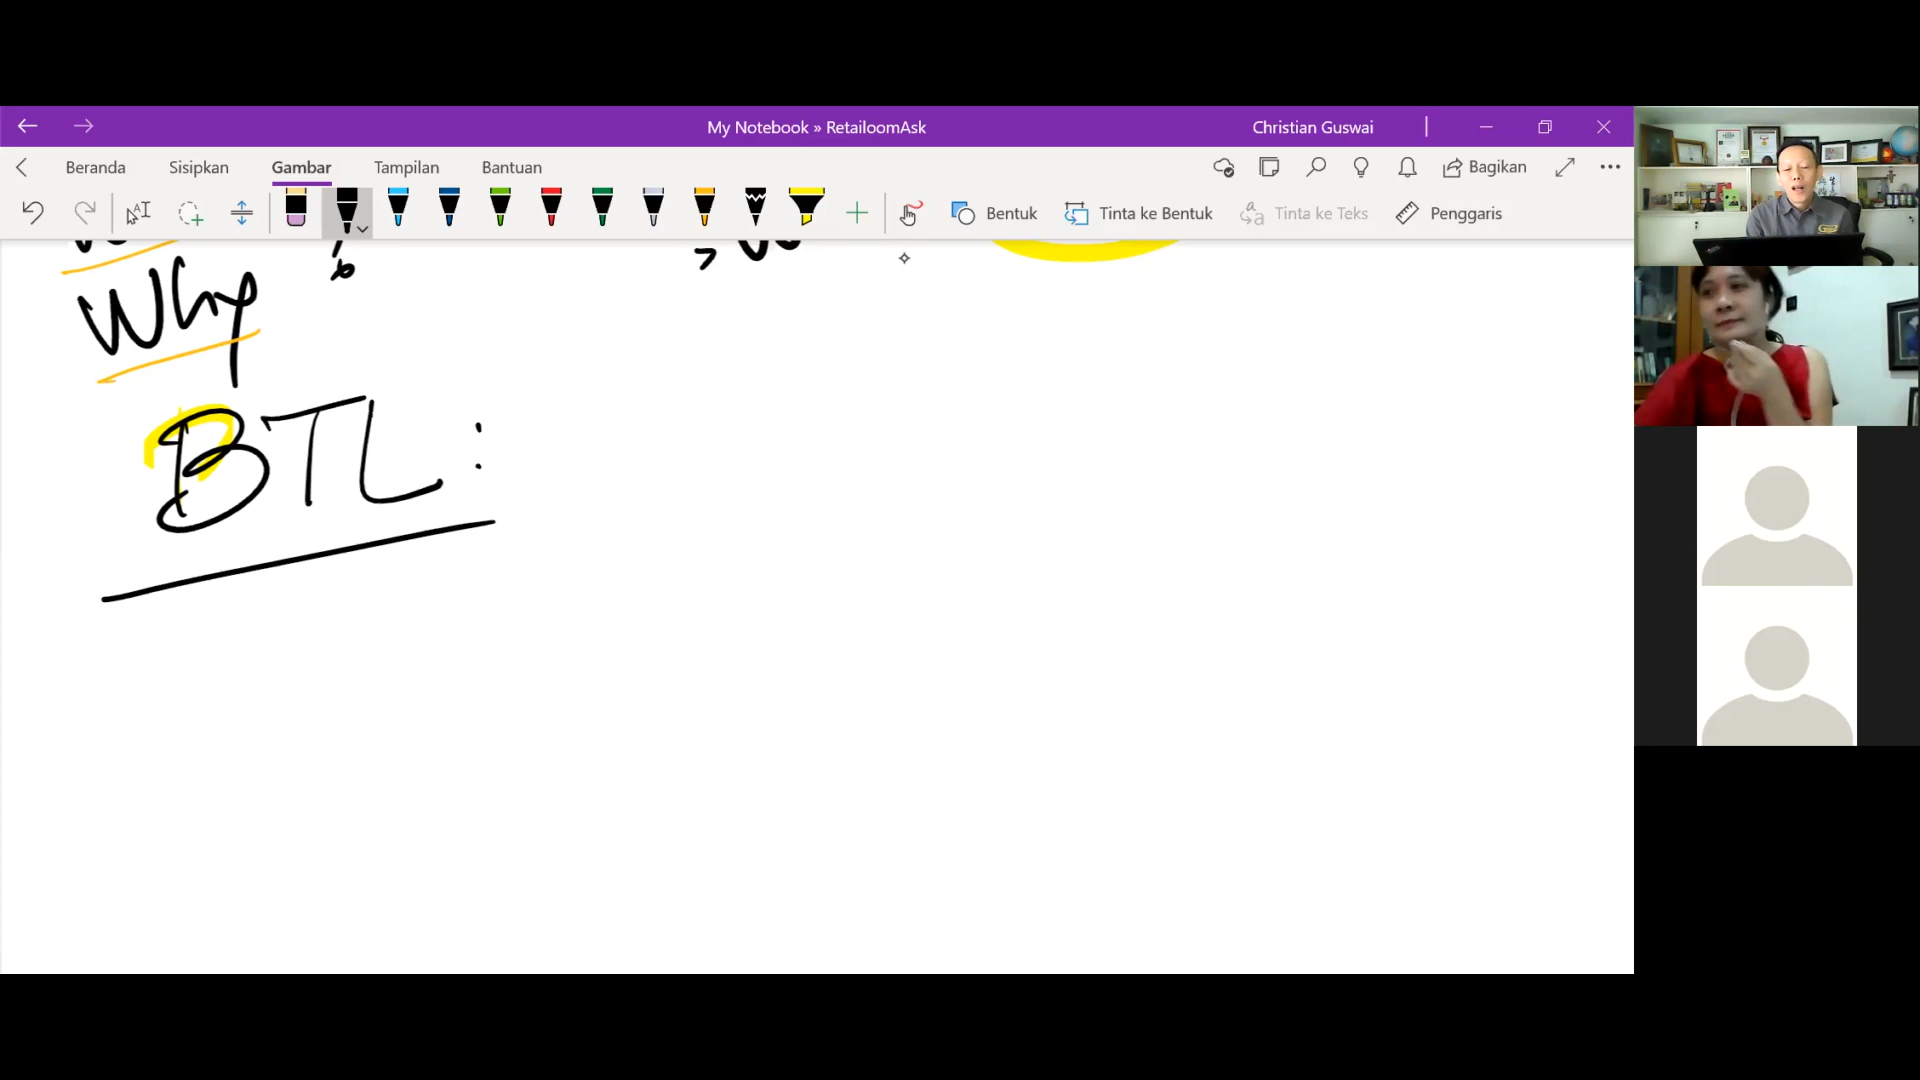 My Notebook » RetailoomAsk
Christian Guswai
Beranda Sisipkan Gambar Tampilan Bantuan
Bagikan
Bentuk Tinta ke Bentuk Tinta ke Teks Penggaris
Why
BTL :